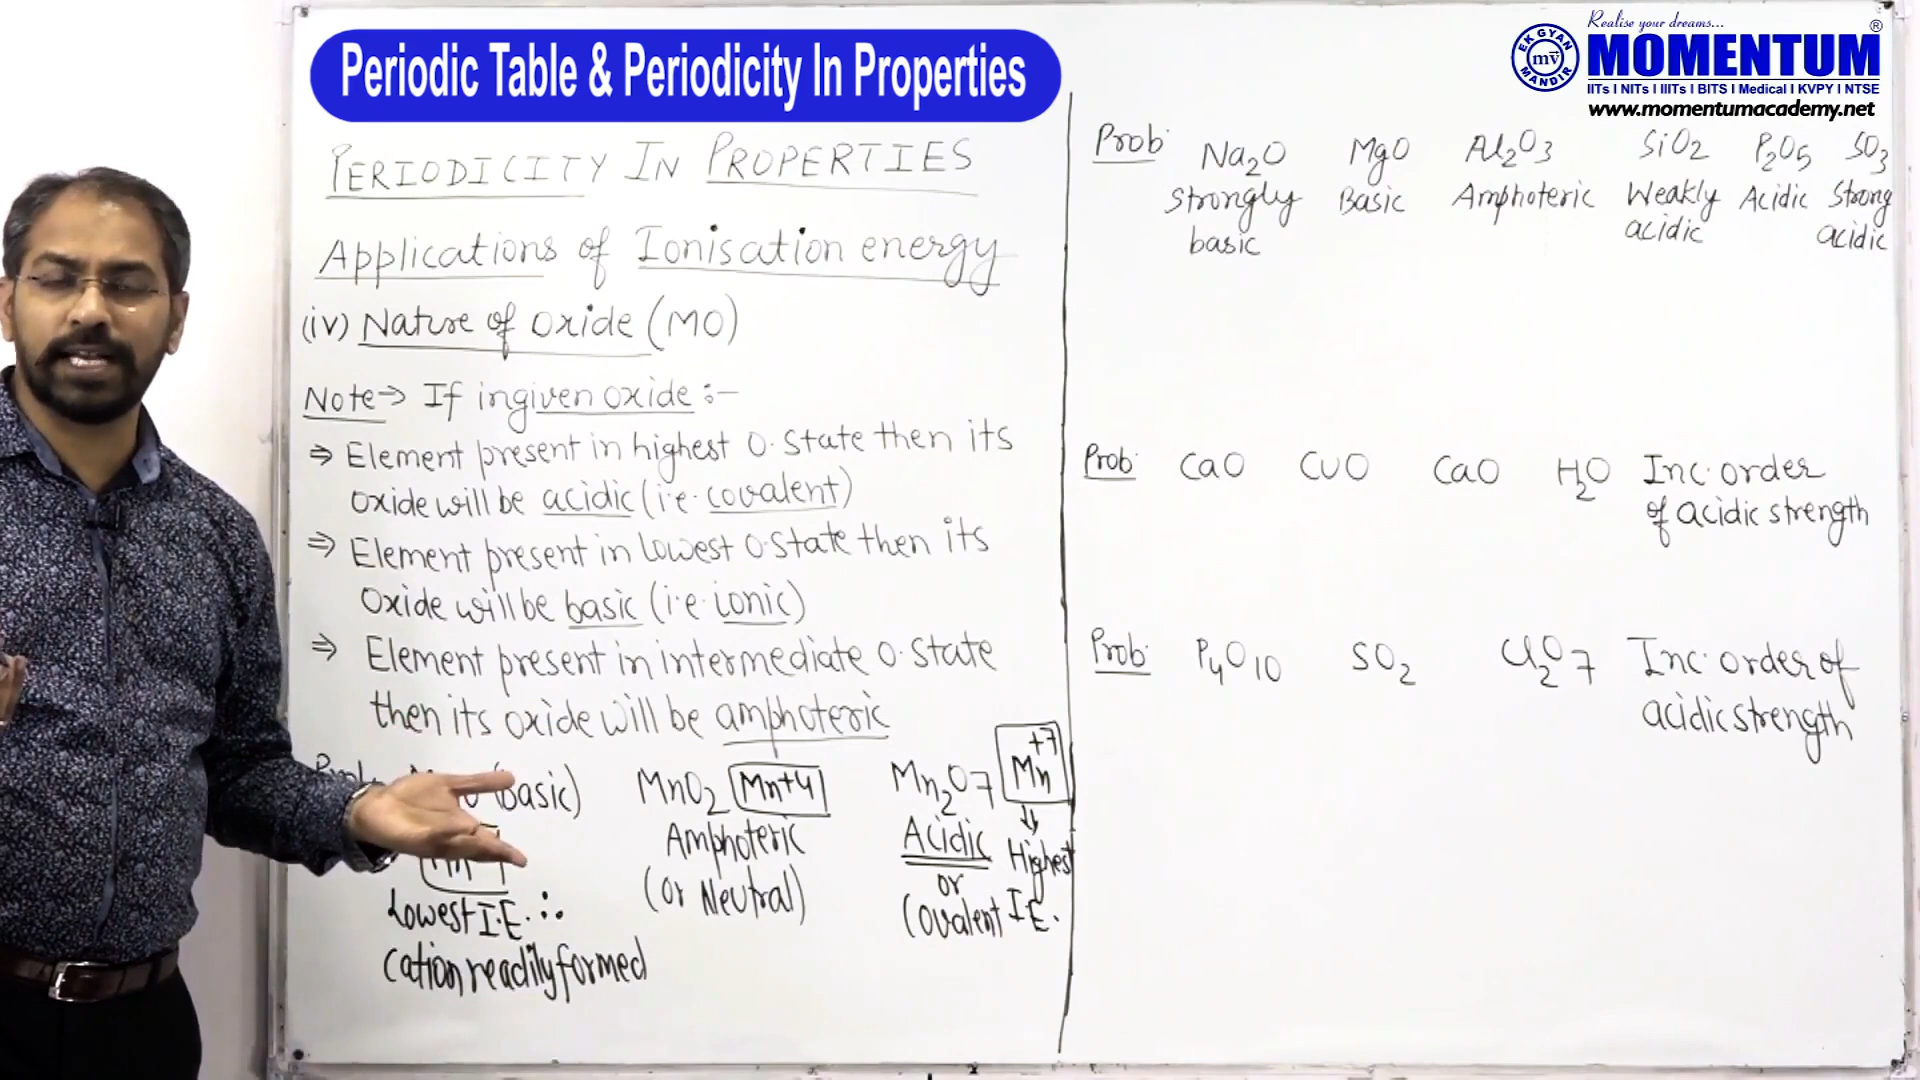 Periodic Table & Periodicity In Properties
Realise your dreams...
EK GYAN MANDIR
mv
MOMENTUM®
IITs I NITs I IIITs I BITS I Medical I KVPY I NTSE
www.momentumacademy.net
PERIODICITY IN PROPERTIES
Applications of Ionisation energy
(iv) Nature of Oxide (MO)
Note → If in given oxide :-
⇒ Element present in highest O.State then its
oxide will be acidic (i.e. covalent)
⇒ Element present in lowest O.State then its
Oxide will be basic (i.e. ionic)
⇒ Element present in intermediate O.State
then its oxide will be amphoteric
(Basic) MnO2 Mn+4 Mn2O7 Mn+7
Amphoteric Acidic Highest
(or Neutral) or
Lowest I.E. ∴ Covalent I.E.
Cation readily formed
Prob. Na2O MgO Al2O3 SiO2 P2O5 SO3
Strongly Basic Amphoteric Weakly Acidic Strong
basic acidic acidic
Prob. CaO CuO CaO H2O Inc. order
of acidic strength
Prob. P4O10 SO2 Cl2O7 Inc. order of
acidic strength